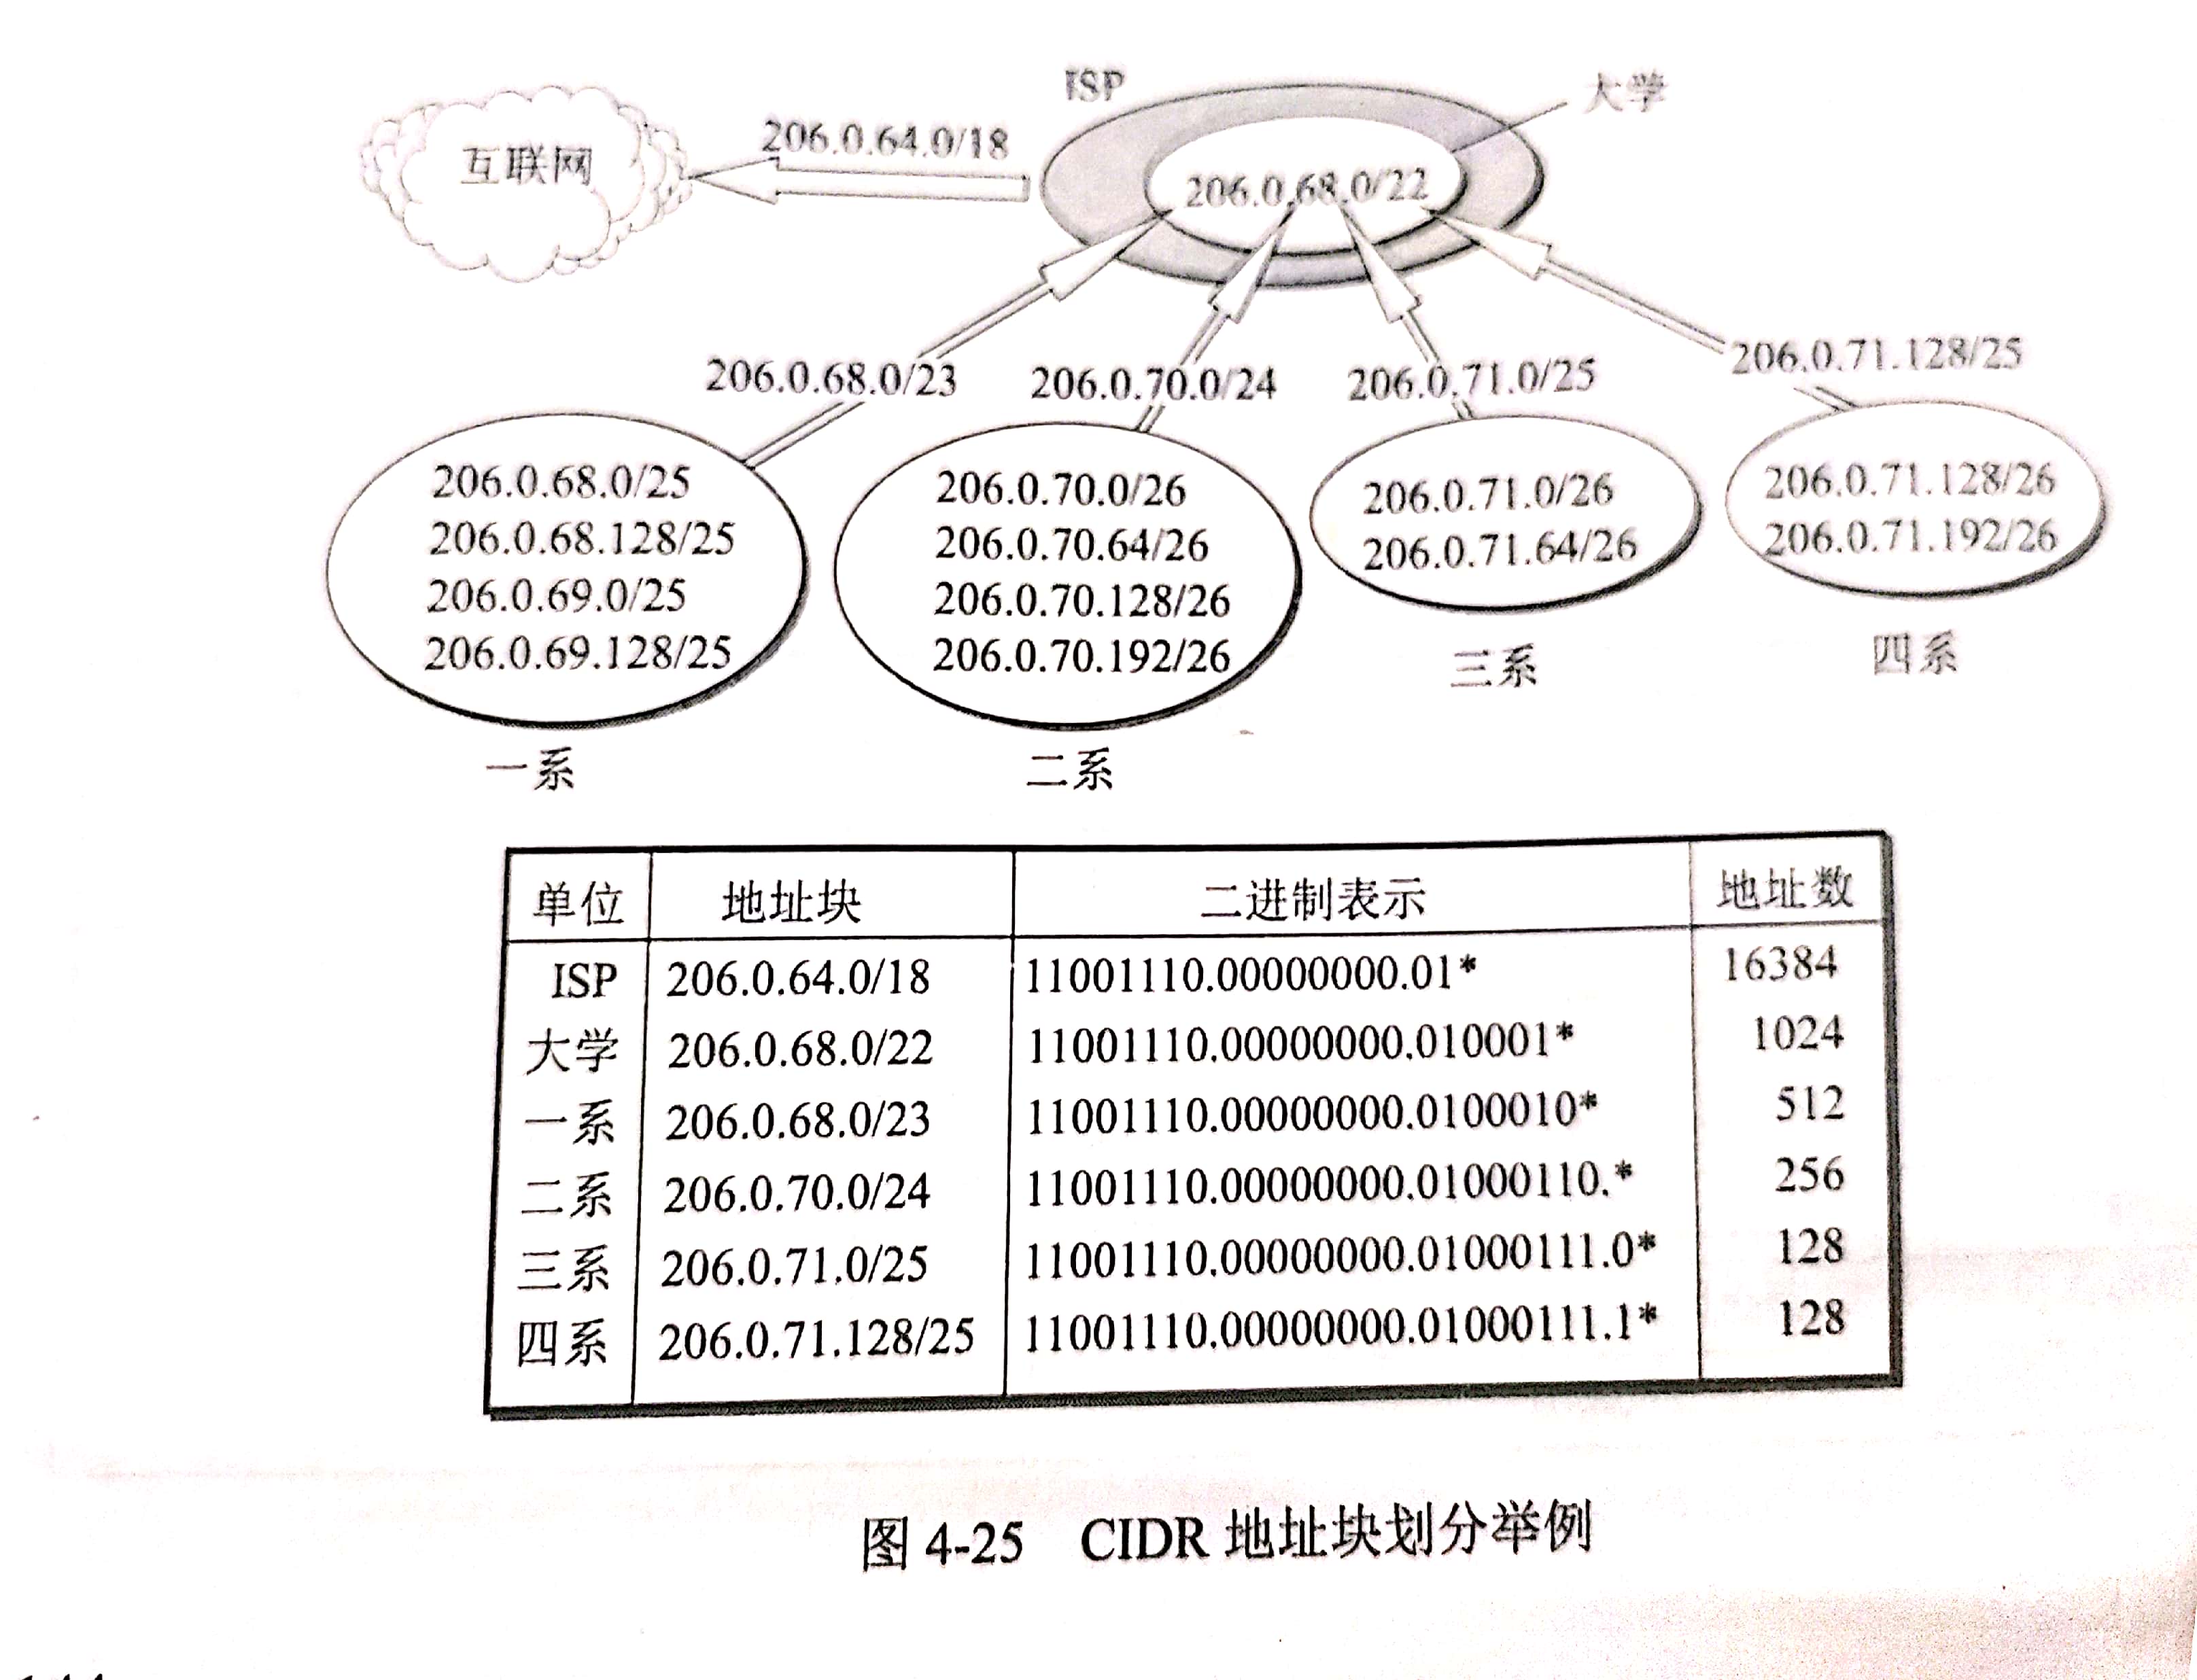 ISP
大学
互联网
206.0.64.0/18
206.0.68.0/22
206.0.68.0/23
206.0.70.0/24
206.0.71.0/25
206.0.71.128/25
206.0.68.0/25
206.0.68.128/25
206.0.69.0/25
206.0.69.128/25
一系
206.0.70.0/26
206.0.70.64/26
206.0.70.128/26
206.0.70.192/26
二系
206.0.71.0/26
206.0.71.64/26
三系
206.0.71.128/26
206.0.71.192/26
四系
单位 地址块 二进制表示 地址数
ISP 206.0.64.0/18 11001110.00000000.01* 16384
大学 206.0.68.0/22 11001110.00000000.010001* 1024
一系 206.0.68.0/23 11001110.00000000.0100010* 512
二系 206.0.70.0/24 11001110.00000000.01000110.* 256
三系 206.0.71.0/25 11001110.00000000.01000111.0* 128
四系 206.0.71.128/25 11001110.00000000.01000111.1* 128
图 4-25 CIDR 地址块划分举例